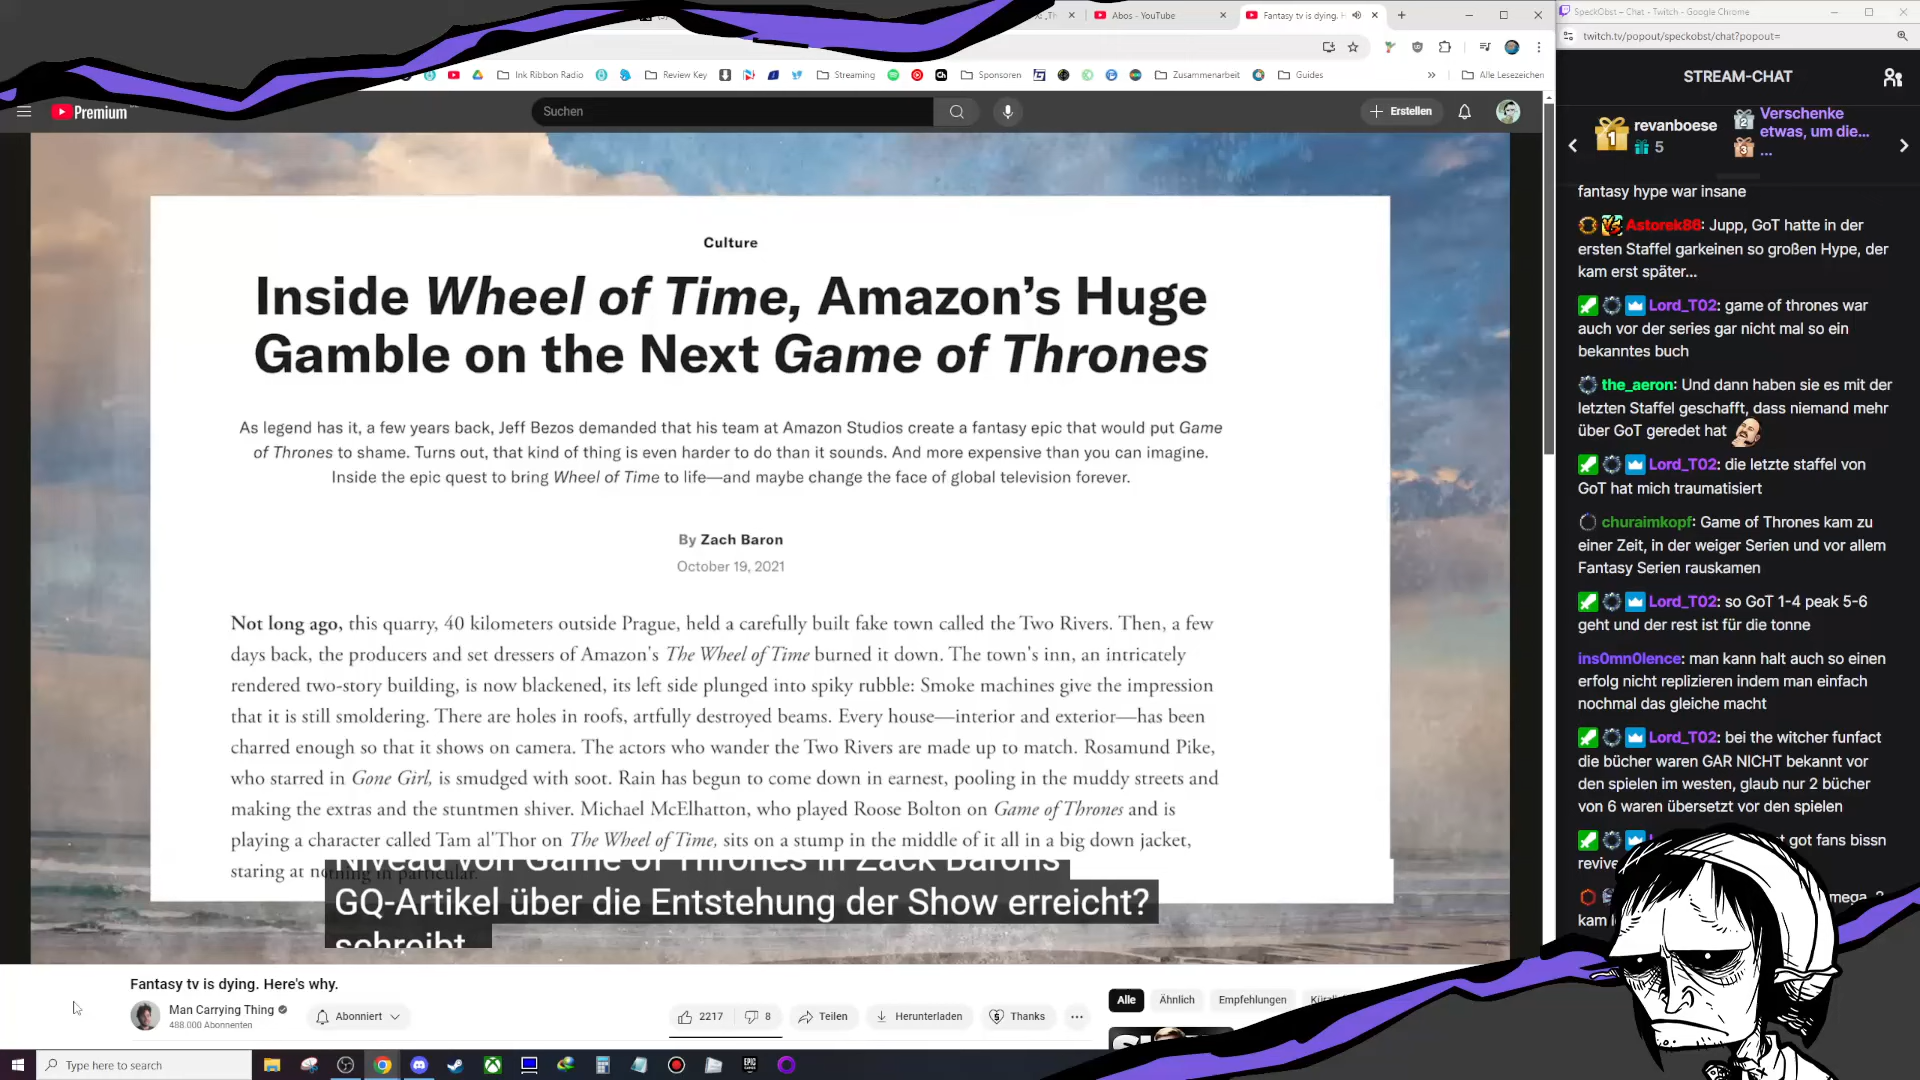 Abos - YouTube
Fantasy tv is dying. H
SpeckObst – Chat - Twitch - Google Chrome
twitch.tv/popout/speckobst/chat?popout=
Ink Ribbon Radio
Review Key
Streaming
Sponsoren
Zusammenarbeit
Guides
»
Alle Lesezeichen
Premium
Suchen
Erstellen
Culture
Inside Wheel of Time, Amazon's Huge
Gamble on the Next Game of Thrones
As legend has it, a few years back, Jeff Bezos demanded that his team at Amazon Studios create a fantasy epic that would put Game
of Thrones to shame. Turns out, that kind of thing is even harder to do than it sounds. And more expensive than you can imagine.
Inside the epic quest to bring Wheel of Time to life—and maybe change the face of global television forever.
By Zach Baron
October 19, 2021
Not long ago, this quarry, 40 kilometers outside Prague, held a carefully built fake town called the Two Rivers. Then, a few
days back, the producers and set dressers of Amazon's The Wheel of Time burned it down. The town's inn, an intricately
rendered two-story building, is now blackened, its left side plunged into spiky rubble: Smoke machines give the impression
that it is still smoldering. There are holes in roofs, artfully destroyed beams. Every house—interior and exterior—has been
charred enough so that it shows on camera. The actors who wander the Two Rivers are made up to match. Rosamund Pike,
who starred in Gone Girl, is smudged with soot. Rain has begun to come down in earnest, pooling in the muddy streets and
making the extras and the stuntmen shiver. Michael McElhatton, who played Roose Bolton on Game of Thrones and is
playing a character called Tam al'Thor on The Wheel of Time, sits on a stump in the middle of it all in a big down jacket,
staring at nothing in particular.
Niveau von Game of Thrones in Zack Barons
GQ-Artikel über die Entstehung der Show erreicht?
schreibt
Fantasy tv is dying. Here's why.
Man Carrying Thing
488.000 Abonnenten
Abonniert
2217
8
Teilen
Herunterladen
Thanks
Alle
Ähnlich
Empfehlungen
Type here to search
STREAM-CHAT
1
revanboese
5
2
3
Verschenke
etwas, um die...
...
fantasy hype war insane
Astorek86: Jupp, GoT hatte in der
ersten Staffel garkeinen so großen Hype, der
kam erst später...
Lord_T02: game of thrones war
auch vor der series gar nicht mal so ein
bekanntes buch
the_aeron: Und dann haben sie es mit der
letzten Staffel geschafft, dass niemand mehr
über GoT geredet hat
Lord_T02: die letzte staffel von
GoT hat mich traumatisiert
churaimkopf: Game of Thrones kam zu
einer Zeit, in der weiger Serien und vor allem
Fantasy Serien rauskamen
Lord_T02: so GoT 1-4 peak 5-6
geht und der rest ist für die tonne
ins0mn0lence: man kann halt auch so einen
erfolg nicht replizieren indem man einfach
nochmal das gleiche macht
Lord_T02: bei the witcher funfact
die bücher waren GAR NICHT bekannt vor
den spielen im westen, glaub nur 2 bücher
von 6 waren übersetzt vor den spielen
got fans bissn
revive
mega. 2
kam